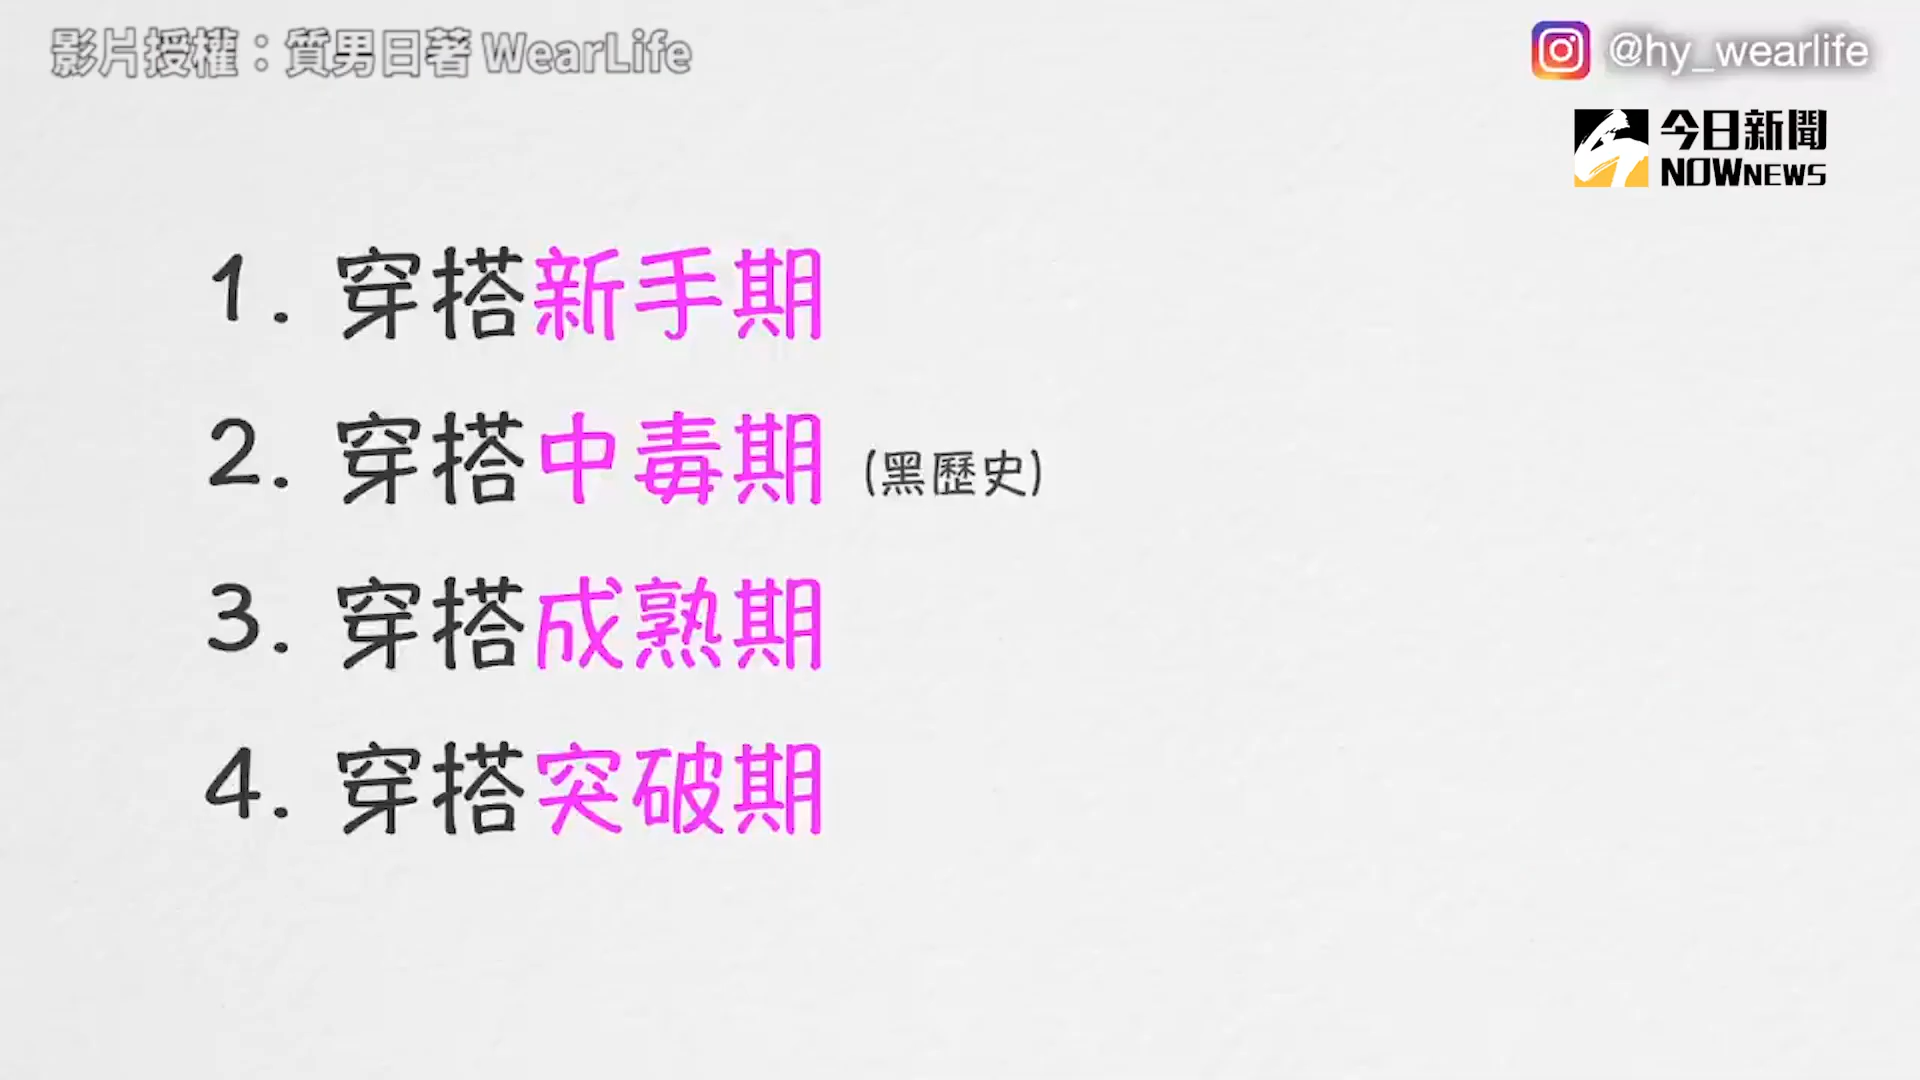 影片授權：質男日著 WearLife
@hy_wearlife
今日新聞
NOWNEWS
1. 穿搭新手期
2. 穿搭中毒期 (黑歷史)
3. 穿搭成熟期
4. 穿搭突破期